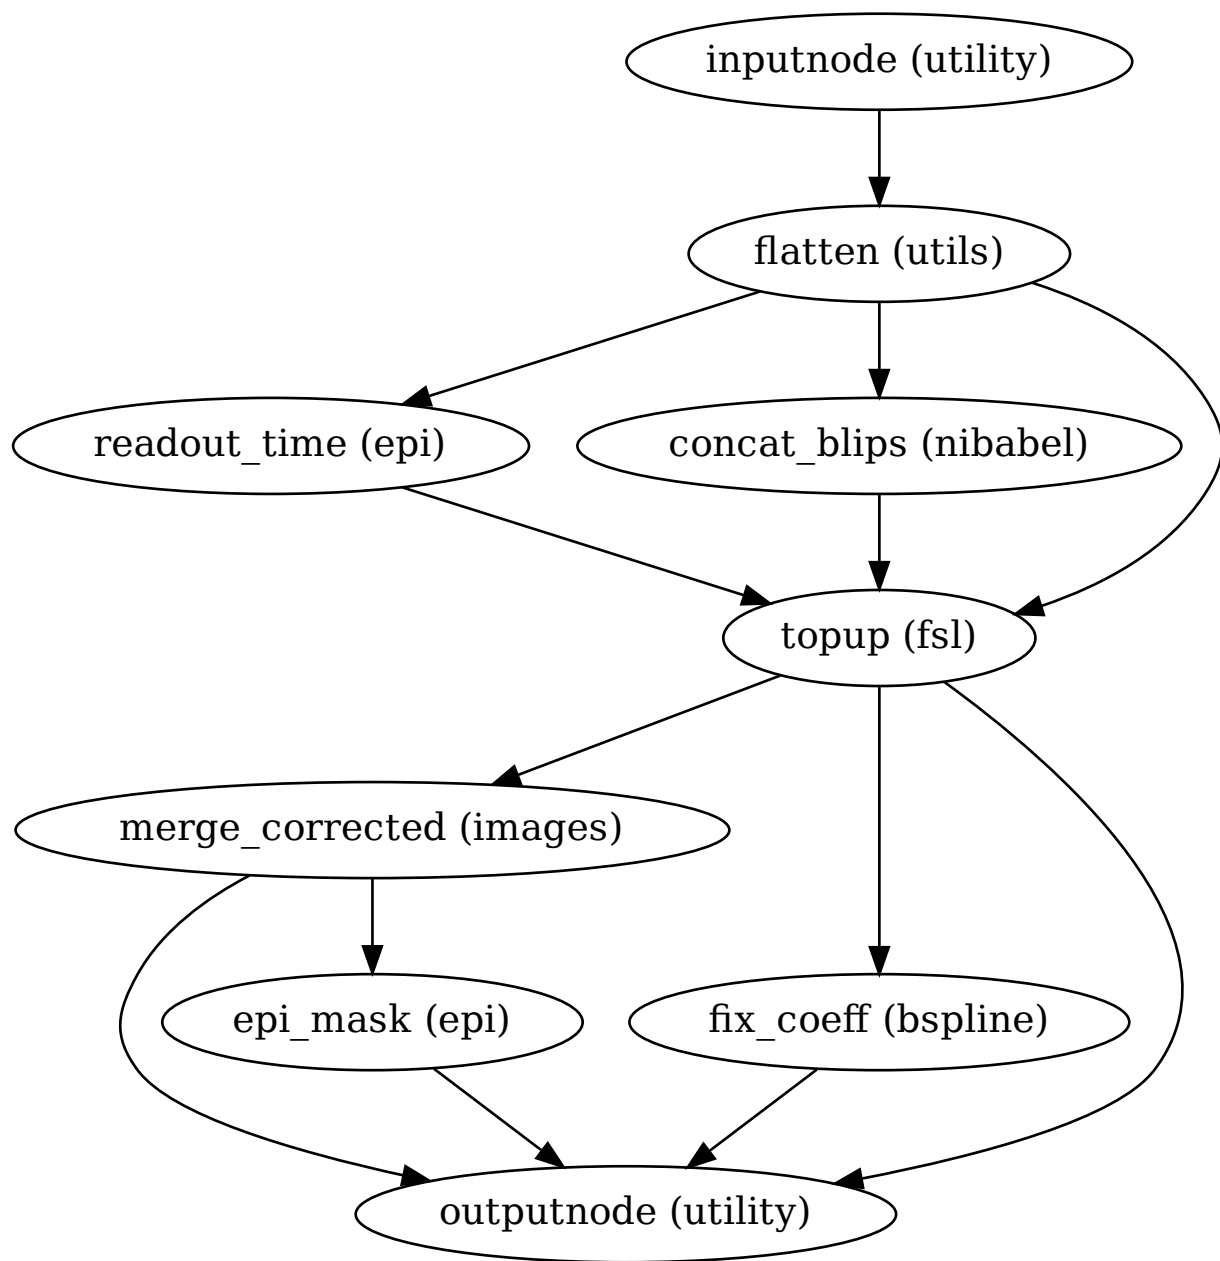 inputnode (utility)
flatten (utils)
readout_time (epi)
concat_blips (nibabel)
topup (fsl)
merge_corrected (images)
epi_mask (epi)
fix_coeff (bspline)
outputnode (utility)